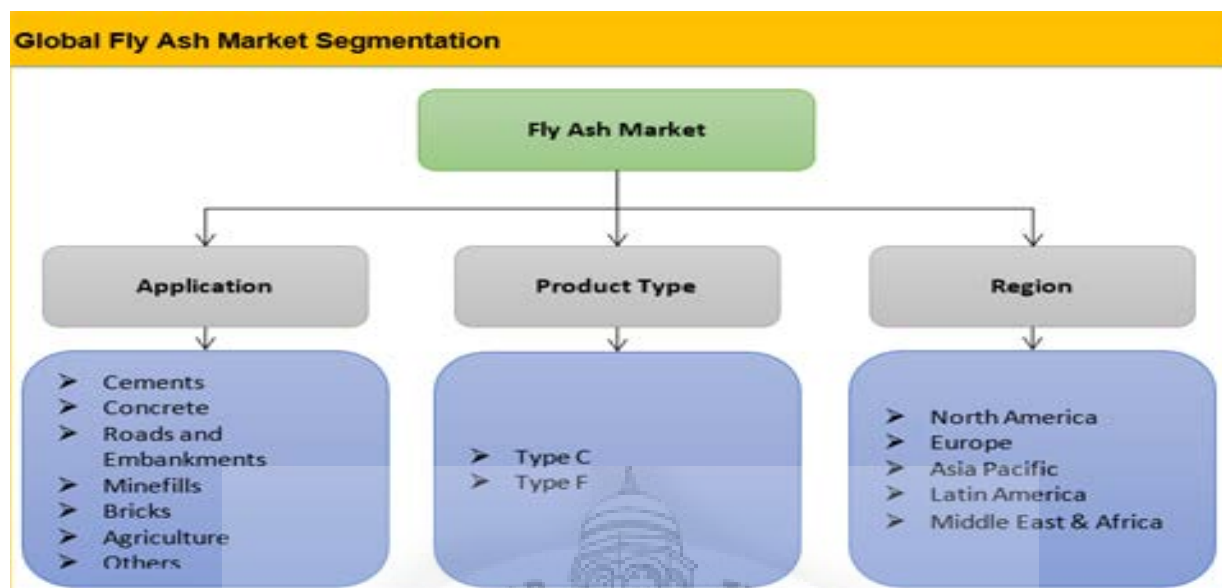 Global Fly Ash Market Segmentation
Fly Ash Market
Application
Product Type
Region
Cements
Concrete
Roads and
Embankments
Minefills
Bricks
Agriculture
Others
Type C
Type F
North America
Europe
Asia Pacific
Latin America
Middle East & Africa